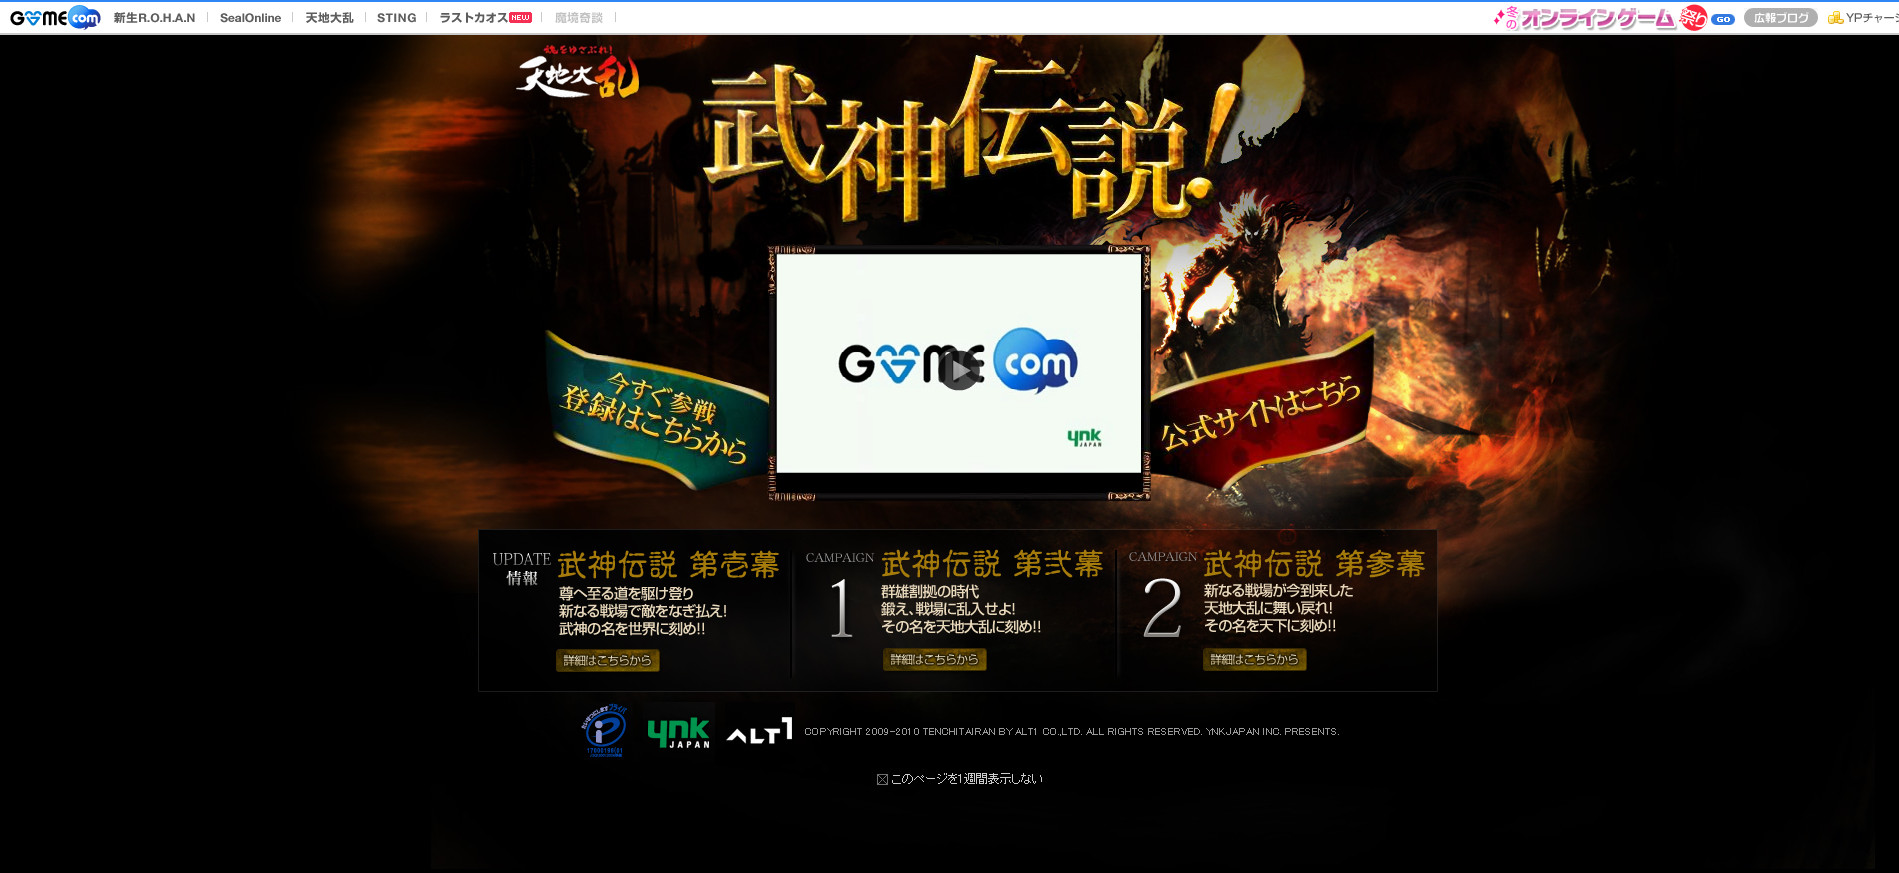 GAMEcom
新生R.O.H.A.N
SealOnline
天地大乱
STING
ラストカオス NEW
魔境奇談
冬のオンラインゲーム祭り GO
広報ブログ
YPチャージ
魂をゆさぶれ!
天地大乱
武神伝説!
今すぐ参戦
登録はこちらから
GAMEcom
ynk
JAPAN
公式サイトはこちら
UPDATE
情報
武神伝説 第壱幕
尊へ至る道を駆け登り
新なる戦場で敵をなぎ払え!
武神の名を世界に刻め!!
詳細はこちらから
CAMPAIGN
1
武神伝説 第弐幕
群雄割拠の時代
鍛え、戦場に乱入せよ!
その名を天地大乱に刻め!!
詳細はこちらから
CAMPAIGN
2
武神伝説 第参幕
新なる戦場が今到来した
天地大乱に舞い戻れ!
その名を天下に刻め!!
詳細はこちらから
ynk
JAPAN
ALT1
COPYRIGHT 2009-2010 TENCHITAIRAN BY ALT1 CO.,LTD. ALL RIGHTS RESERVED. YNKJAPAN INC. PRESENTS.
このページを1週間表示しない